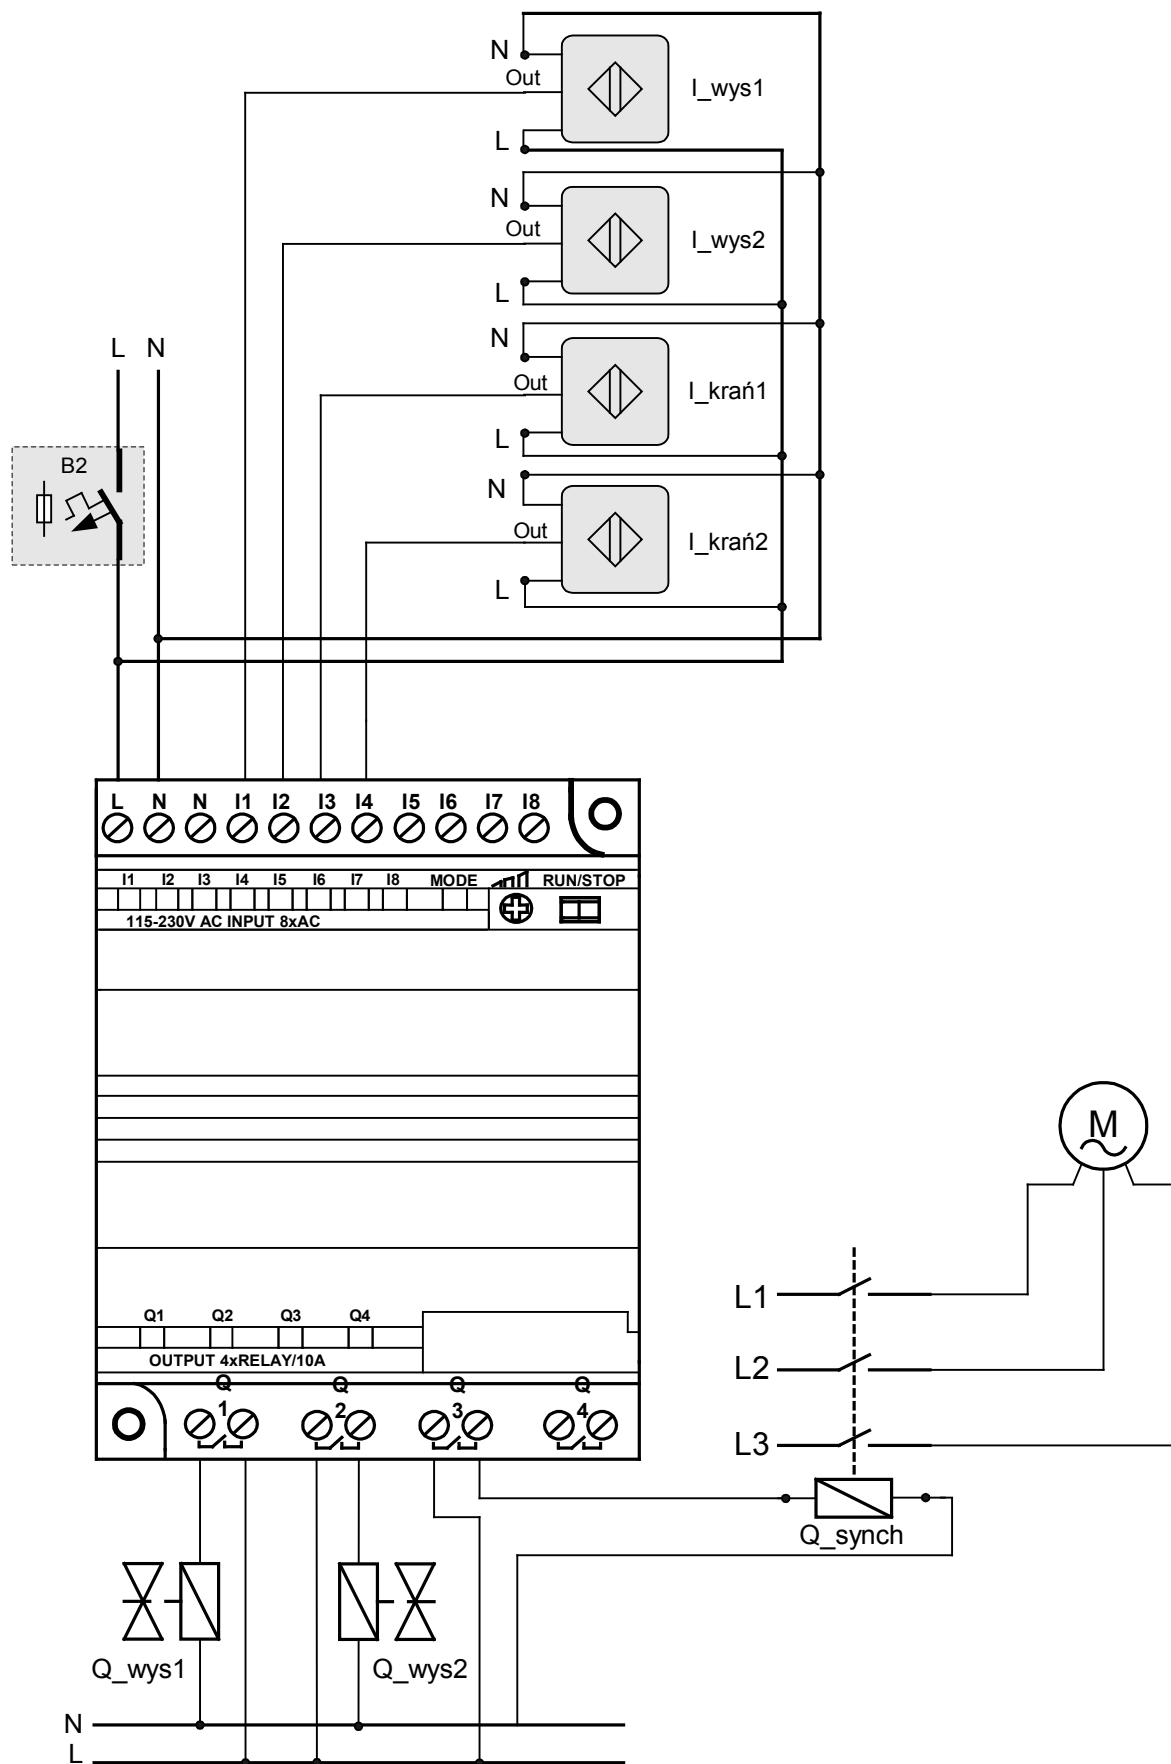 N
Out
I_wys1
L
N
Out
I_wys2
L
N
L N
Out
I_krań1
L
B2
N
Out
I_krań2
L
L N N I1 I2 I3 I4 I5 I6 I7 I8
I1 I2 I3 I4 I5 I6 I7 I8 MODE RUN/STOP
115-230V AC INPUT 8xAC
M
L1
Q1 Q2 Q3 Q4
OUTPUT 4xRELAY/10A
L2
Q Q Q Q
1 2 3 4
L3
Q_synch
Q_wys1 Q_wys2
N
L